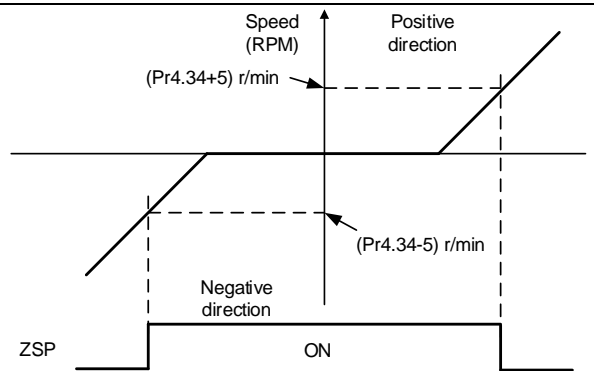 Speed
(RPM)
Positive
direction
(Pr4.34+5) r/min
(Pr4.34-5) r/min
Negative
direction
ZSP
ON